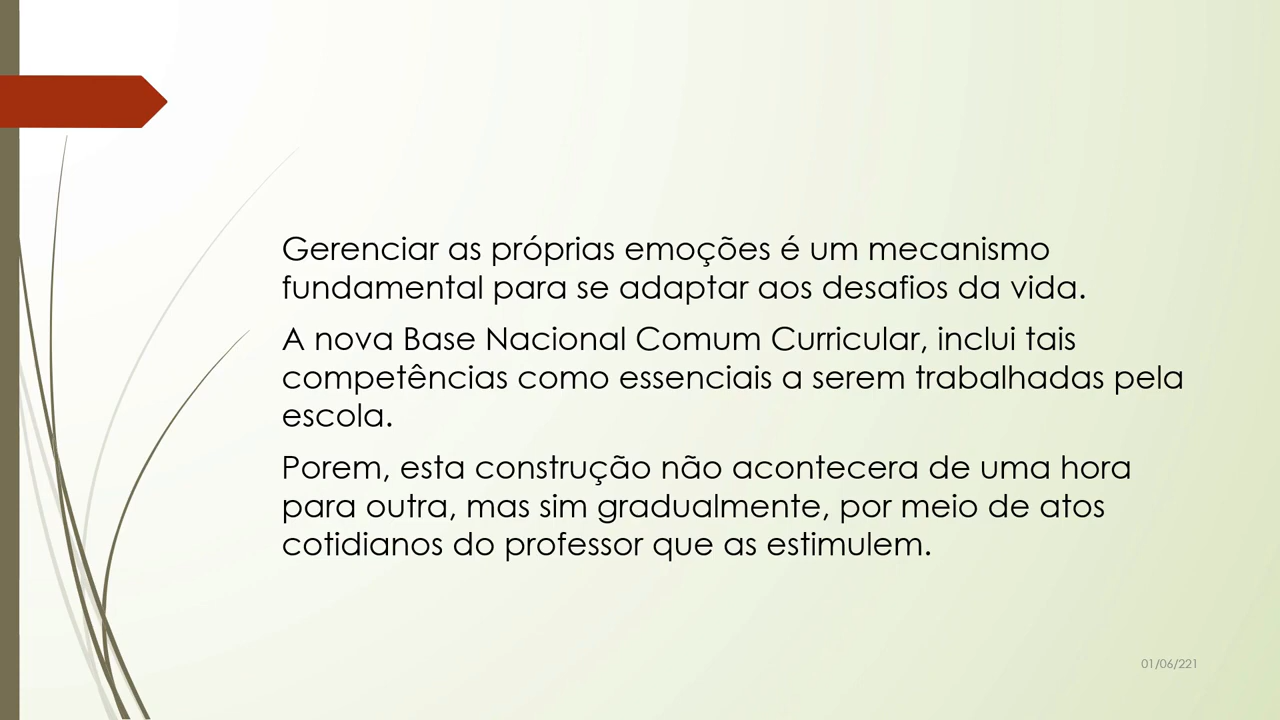 Gerenciar as próprias emoções é um mecanismo
fundamental para se adaptar aos desafios da vida.
A nova Base Nacional Comum Curricular, inclui tais
competências como essenciais a serem trabalhadas pela
escola.
Porem, esta construção não acontecera de uma hora
para outra, mas sim gradualmente, por meio de atos
cotidianos do professor que as estimulem.
01/06/221